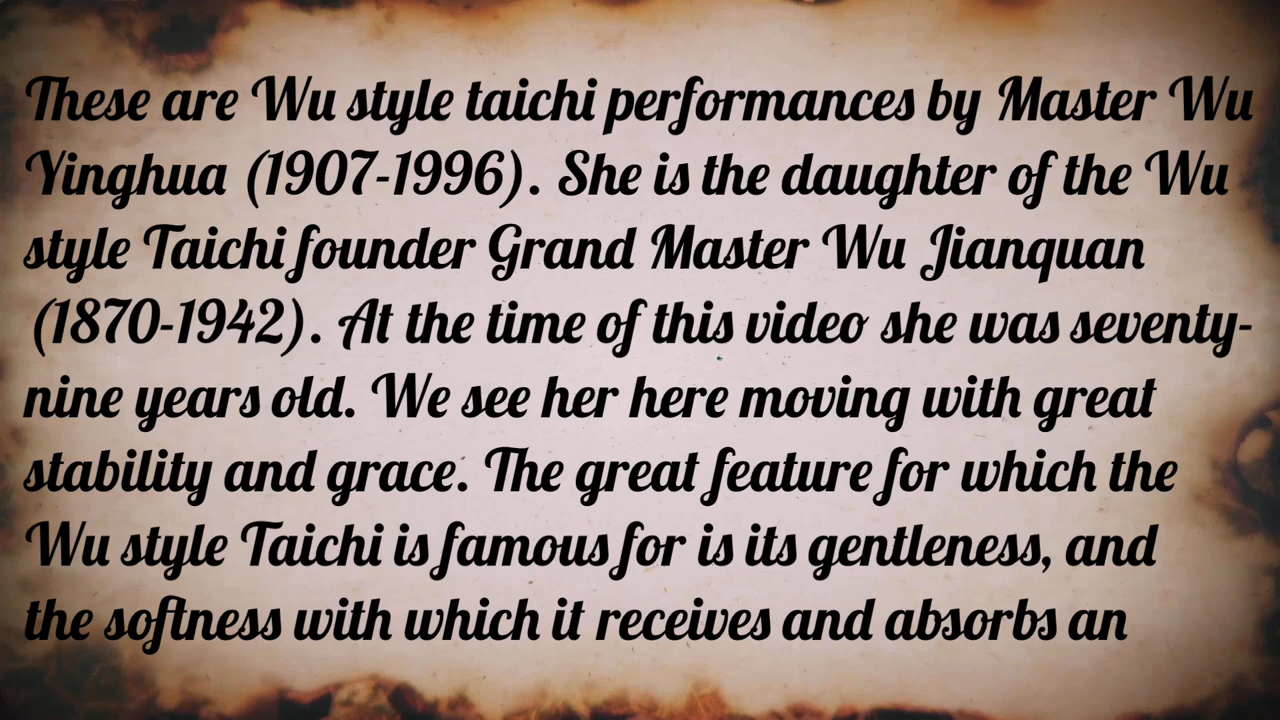 These are Wu style taichi performances by Master Wu
Yinghua (1907-1996). She is the daughter of the Wu
style Taichi founder Grand Master Wu Jianquan
(1870-1942). At the time of this video she was seventy-
nine years old. We see her here moving with great
stability and grace. The great feature for which the
Wu style Taichi is famous for is its gentleness, and
the softness with which it receives and absorbs an